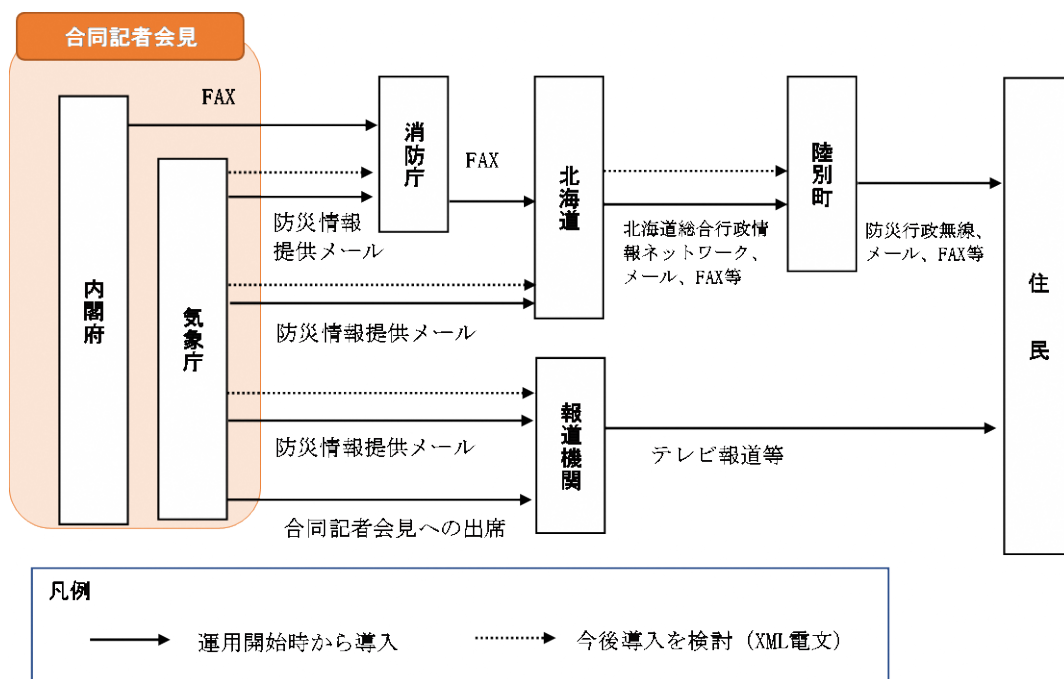 合同記者会見
FAX
内閣府
気象庁
消防庁
FAX
防災情報
提供メール
防災情報提供メール
北海道
北海道総合行政情
報ネットワーク、
メール、FAX等
陸別町
防災行政無線、
メール、FAX等
住民
防災情報提供メール
合同記者会見への出席
報道機関
テレビ報道等
凡例
運用開始時から導入
今後導入を検討（XML電文）